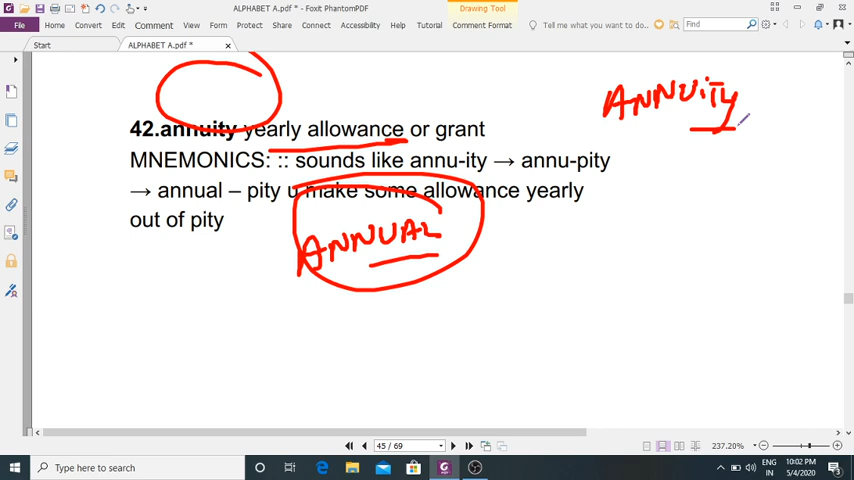 ALPHABET A.pdf * - Foxit PhantomPDF
Drawing Tool
File Home Edit Comment View Form Protect Share Connect Help Tutorial Comment Format Tell me what you want to do.. Find
Start ALPHABET A.pdf *
ANNUITY
42.annuity yearly allowance or grant
MNEMONICS: :: sounds like annu-ity → annu-pity
→ annual – pity u make some allowance yearly
out of pity
ANNUAL
45 / 69
237.20%
Type here to search
ENG
IN
10:02 PM
5/4/2020
3